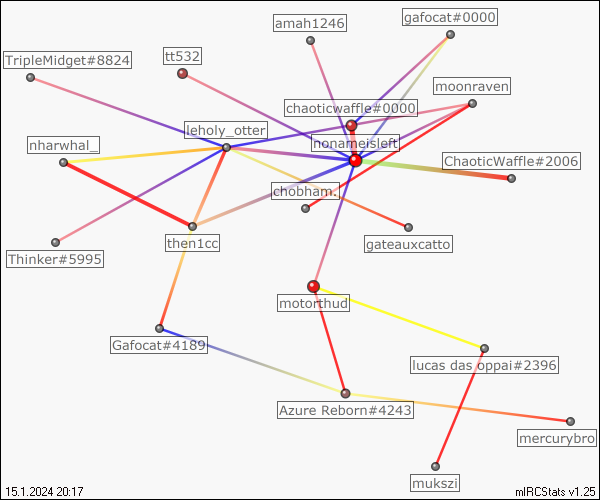 amah1246
gafocat#0000
TripleMidget#8824
tt532
moonraven
chaoticwaffle#0000
leholy_otter
nharwhal_
nonameisleft
ChaoticWaffle#2006
chobham.
Thinker#5995
then1cc
gateauxcatto
motorthud
Gafocat#4189
lucas das oppai#2396
Azure Reborn#4243
mercurybro
mukszi
15.1.2024 20:17
mIRCStats v1.25